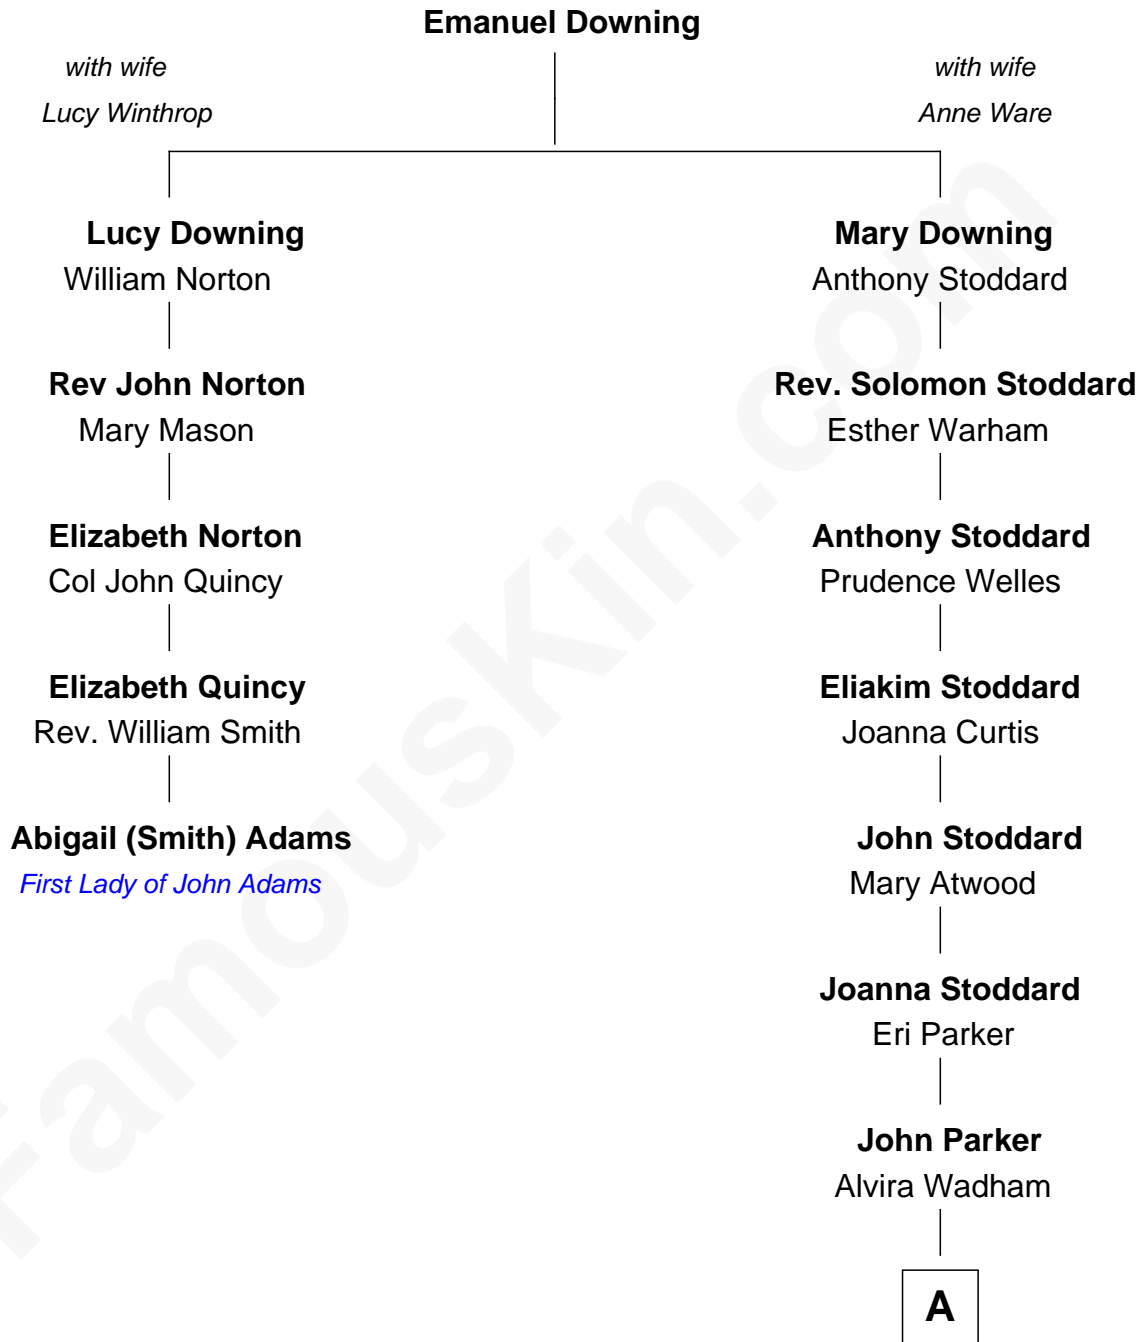 Emanuel Downing
with wife
Lucy Winthrop
with wife
Anne Ware
Lucy Downing
William Norton
Mary Downing
Anthony Stoddard
Rev John Norton
Mary Mason
Rev. Solomon Stoddard
Esther Warham
Elizabeth Norton
Col John Quincy
Anthony Stoddard
Prudence Welles
Elizabeth Quincy
Rev. William Smith
Eliakim Stoddard
Joanna Curtis
Abigail (Smith) Adams
First Lady of John Adams
John Stoddard
Mary Atwood
Joanna Stoddard
Eri Parker
John Parker
Alvira Wadham
A
FamousKin.com